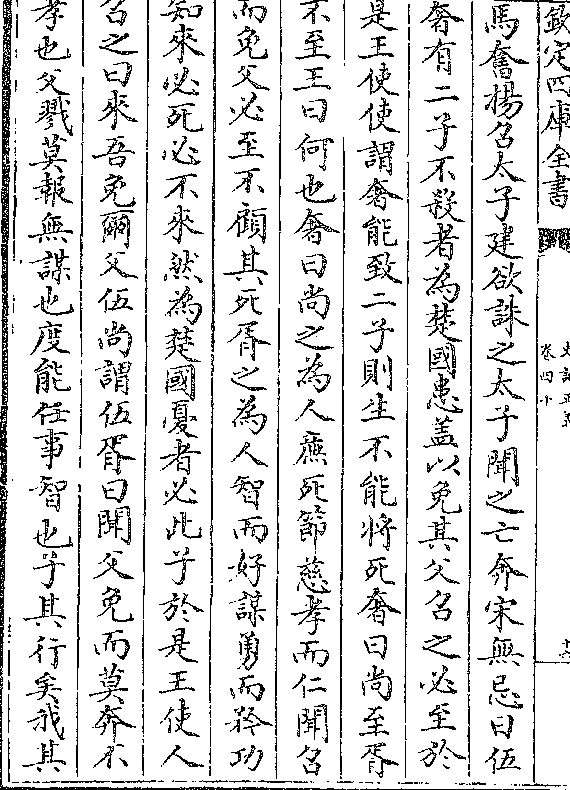 欽定四庫全書
史記正義
卷四十
馬奮揚召太子建欲誅之太子聞之亡奔宋無忌曰伍
奢有二子不殺者為楚國患盖以免其父召之必至於
是王使使謂奢能致二子則生不能將死奢曰尚至胥
不至王曰何也奢曰尚之為人廉死節慈孝而仁聞召
而免父必至不顧其死胥之為人智而好謀勇而矜功
知來必死必不來然為楚國憂者必此子於是王使人
召之曰來吾免爾父伍尚謂伍胥曰聞父免而莫奔不
孝也父戮莫報無謀也度能任事智也子其行矣我其